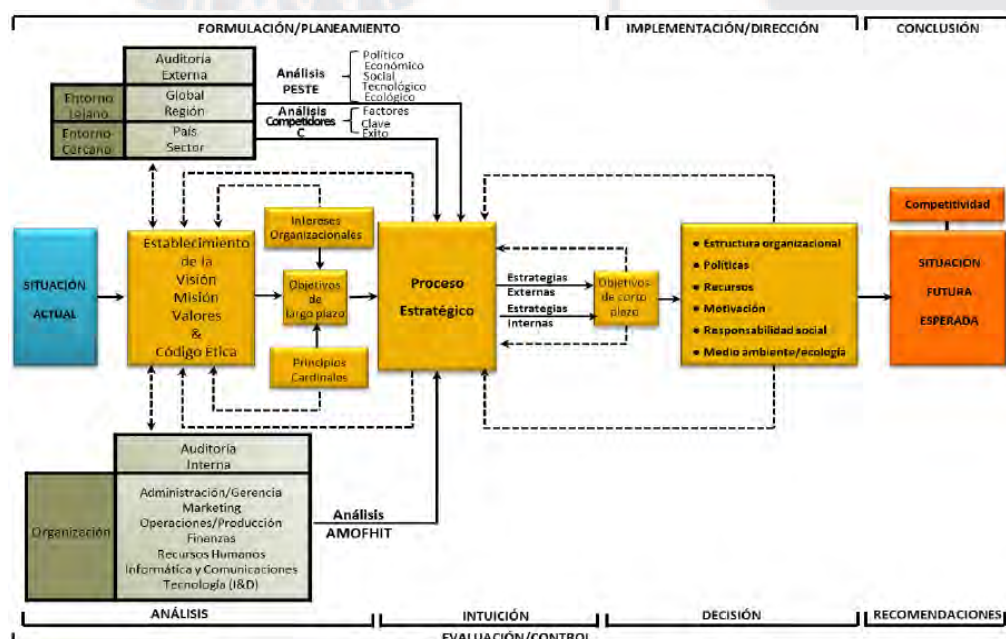 FORMULACIÓN/PLANEAMIENTO
IMPLEMENTACIÓN/DIRECCIÓN
CONCLUSIÓN
Auditoría
Externa
Entorno
Lejano
Global
Región
Entorno
Cercano
País
Sector
Análisis
PESTE
Político
Económico
Social
Tecnológico
Ecológico
Análisis
Competidores
C
Factores
Clave
Éxito
SITUACIÓN
ACTUAL
Establecimiento
de la
Visión
Misión
Valores
&
Código Ética
Intereses
Organizacionales
Objetivos
de
largo plazo
Principios
Cardinales
Proceso
Estratégico
Estrategias
Externas
Estrategias
Internas
Objetivos
de corto
plazo
• Estructura organizacional
• Políticas
• Recursos
• Motivación
• Responsabilidad social
• Medio ambiente/ecología
Competitividad
SITUACION
FUTURA
ESPERADA
Auditoría
Interna
Organización
Administración/Gerencia
Marketing
Operaciones/Producción
Finanzas
Recursos Humanos
Informática y Comunicaciones
Tecnología (I&D)
Análisis
AMOFHIT
ANÁLISIS
INTUICIÓN
DECISIÓN
RECOMENDACIONES
EVALUACIÓN/CONTROL